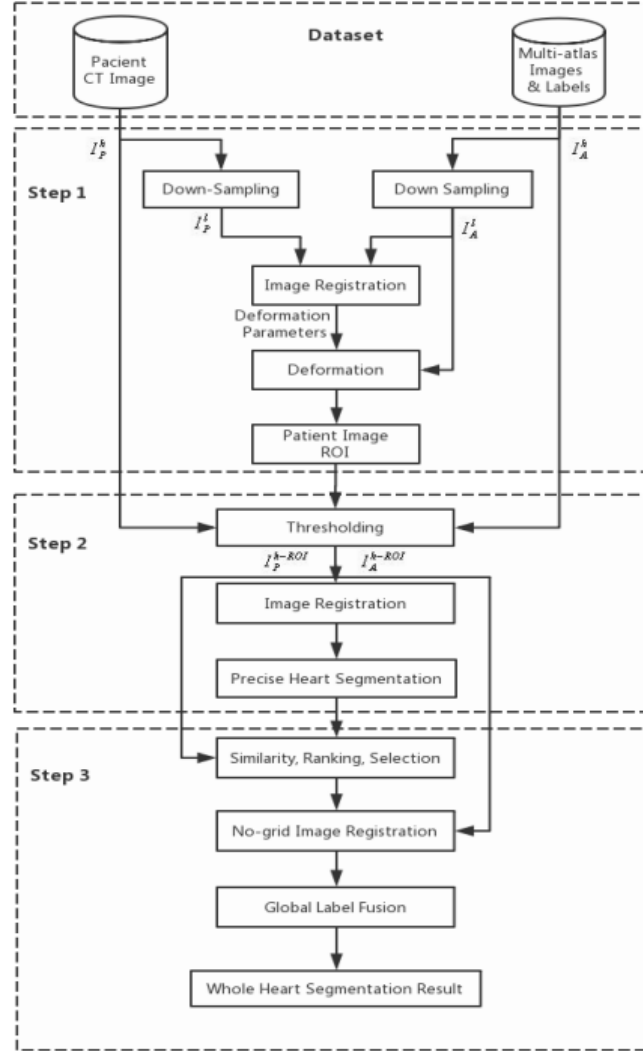 Dataset
Pacient
CT Image
Multi-atlas
Images
& Labels
I_P^h
I_A^h
Step 1
Down-Sampling
Down Sampling
I_P^l
I_A^l
Image Registration
Deformation
Parameters
Deformation
Patient Image
ROI
Step 2
Thresholding
I_P^{h-ROI}
I_A^{h-ROI}
Image Registration
Precise Heart Segmentation
Step 3
Similarity, Ranking, Selection
No-grid Image Registration
Global Label Fusion
Whole Heart Segmentation Result